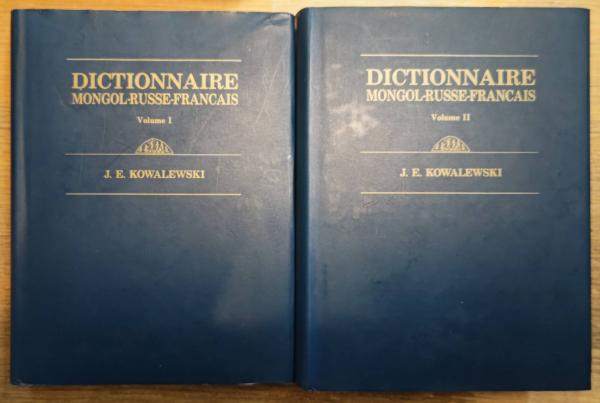 DICTIONNAIRE
MONGOL-RUSSE-FRANCAIS
Volume I
J. E. KOWALEWSKI
DICTIONNAIRE
MONGOL-RUSSE-FRANCAIS
Volume II
J. E. KOWALEWSKI